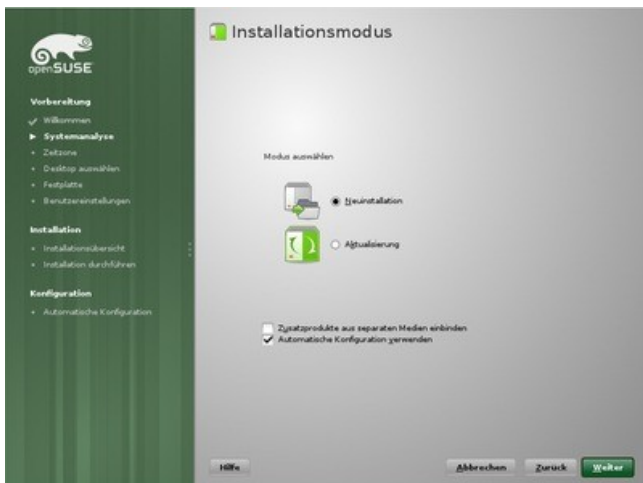 openSUSE
Vorbereitung
Willkommen
Systemanalyse
Zeitzone
Desktop auswählen
Festplatte
Benutzereinstellungen
Installation
Installationsübersicht
Installation durchführen
Konfiguration
Automatische Konfiguration
Installationsmodus
Modus auswählen
Neuinstallation
Aktualisierung
Zusatzprodukte aus separaten Medien einbinden
Automatische Konfiguration verwenden
Hilfe
Abbrechen Zurück Weiter